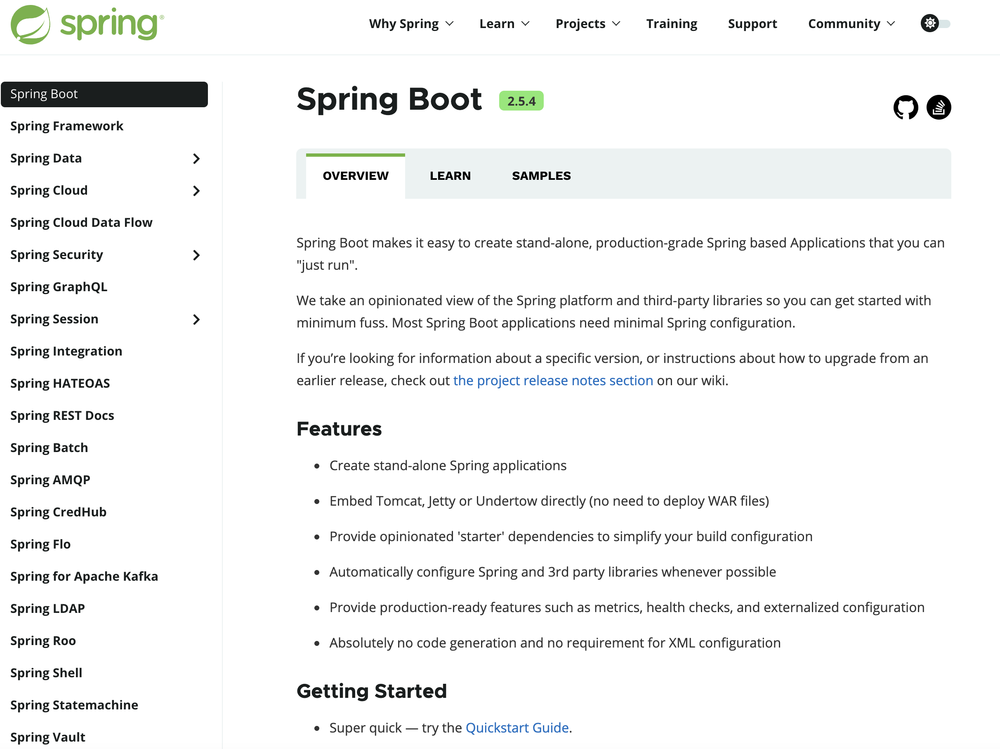 spring®
Why Spring
Learn
Projects
Training
Support
Community
Spring Boot
Spring Framework
Spring Data
Spring Cloud
Spring Cloud Data Flow
Spring Security
Spring GraphQL
Spring Session
Spring Integration
Spring HATEOAS
Spring REST Docs
Spring Batch
Spring AMQP
Spring CredHub
Spring Flo
Spring for Apache Kafka
Spring LDAP
Spring Roo
Spring Shell
Spring Statemachine
Spring Vault
Spring Boot 2.5.4
OVERVIEW
LEARN
SAMPLES
Spring Boot makes it easy to create stand-alone, production-grade Spring based Applications that you can
"just run".
We take an opinionated view of the Spring platform and third-party libraries so you can get started with
minimum fuss. Most Spring Boot applications need minimal Spring configuration.
If you’re looking for information about a specific version, or instructions about how to upgrade from an
earlier release, check out the project release notes section on our wiki.
Features
• Create stand-alone Spring applications
• Embed Tomcat, Jetty or Undertow directly (no need to deploy WAR files)
• Provide opinionated 'starter' dependencies to simplify your build configuration
• Automatically configure Spring and 3rd party libraries whenever possible
• Provide production-ready features such as metrics, health checks, and externalized configuration
• Absolutely no code generation and no requirement for XML configuration
Getting Started
• Super quick — try the Quickstart Guide.